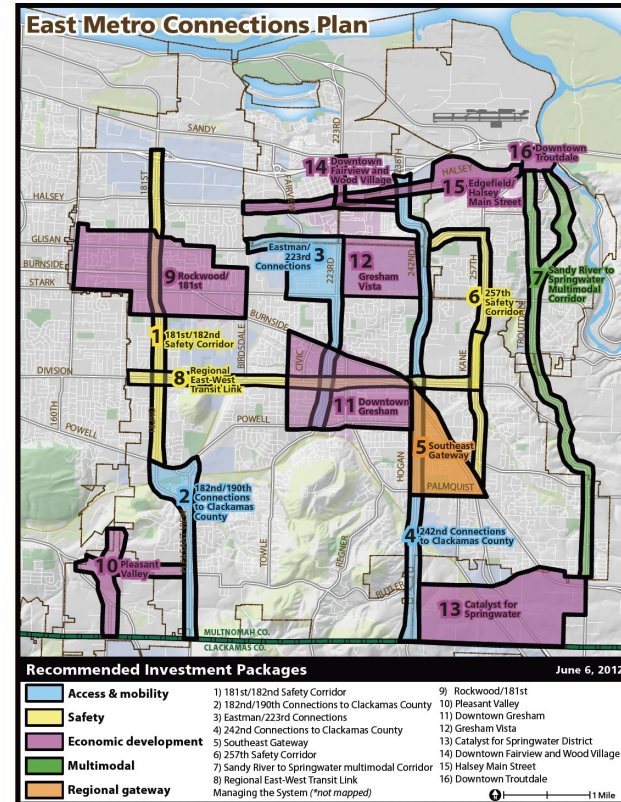 East Metro Connections Plan
SANDY
223RD
181ST
FAIRVIEW
238TH
14 Downtown
Fairview and
Wood Village
16 Downtown
Troutdale
HALSEY
15 Edgefield/
Halsey
Main Street
HALSEY
GLISAN
BURNSIDE
STARK
Eastman/
223rd
Connections
3
223RD
12
Gresham
Vista
242ND
257TH
9 Rockwood/
181st
6 257th
Safety
Corridor
7 Sandy River to
Springwater
Multimodal
Corridor
BURNSIDE
1 181st/182nd
Safety Corridor
BIRDSDALE
CIVIC
KANE
DIVISION
8 Regional
East-West
Transit Link
160TH
POWELL
POWELL
11 Downtown
Gresham
5 Southeast
Gateway
HOGAN
PALMQUIST
2 182nd/190th
Connections
to Clackamas
County
TOWLE
REGNER
4 242nd Connections
to Clackamas County
10 Pleasant
Valley
BUTLER
13 Catalyst for
Springwater
MULTNOMAH CO.
CLACKAMAS CO.
Recommended Investment Packages
June 6, 2012
Access & mobility
Safety
Economic development
Multimodal
Regional gateway
1) 181st/182nd Safety Corridor
2) 182nd/190th Connections to Clackamas County
3) Eastman/223rd Connections
4) 242nd Connections to Clackamas County
5) Southeast Gateway
6) 257th Safety Corridor
7) Sandy River to Springwater multimodal Corridor
8) Regional East-West Transit Link
Managing the System (*not mapped)
9) Rockwood/181st
10) Pleasant Valley
11) Downtown Gresham
12) Gresham Vista
13) Catalyst for Springwater District
14) Downtown Fairview and Wood Village
15) Halsey Main Street
16) Downtown Troutdale
1 Mile